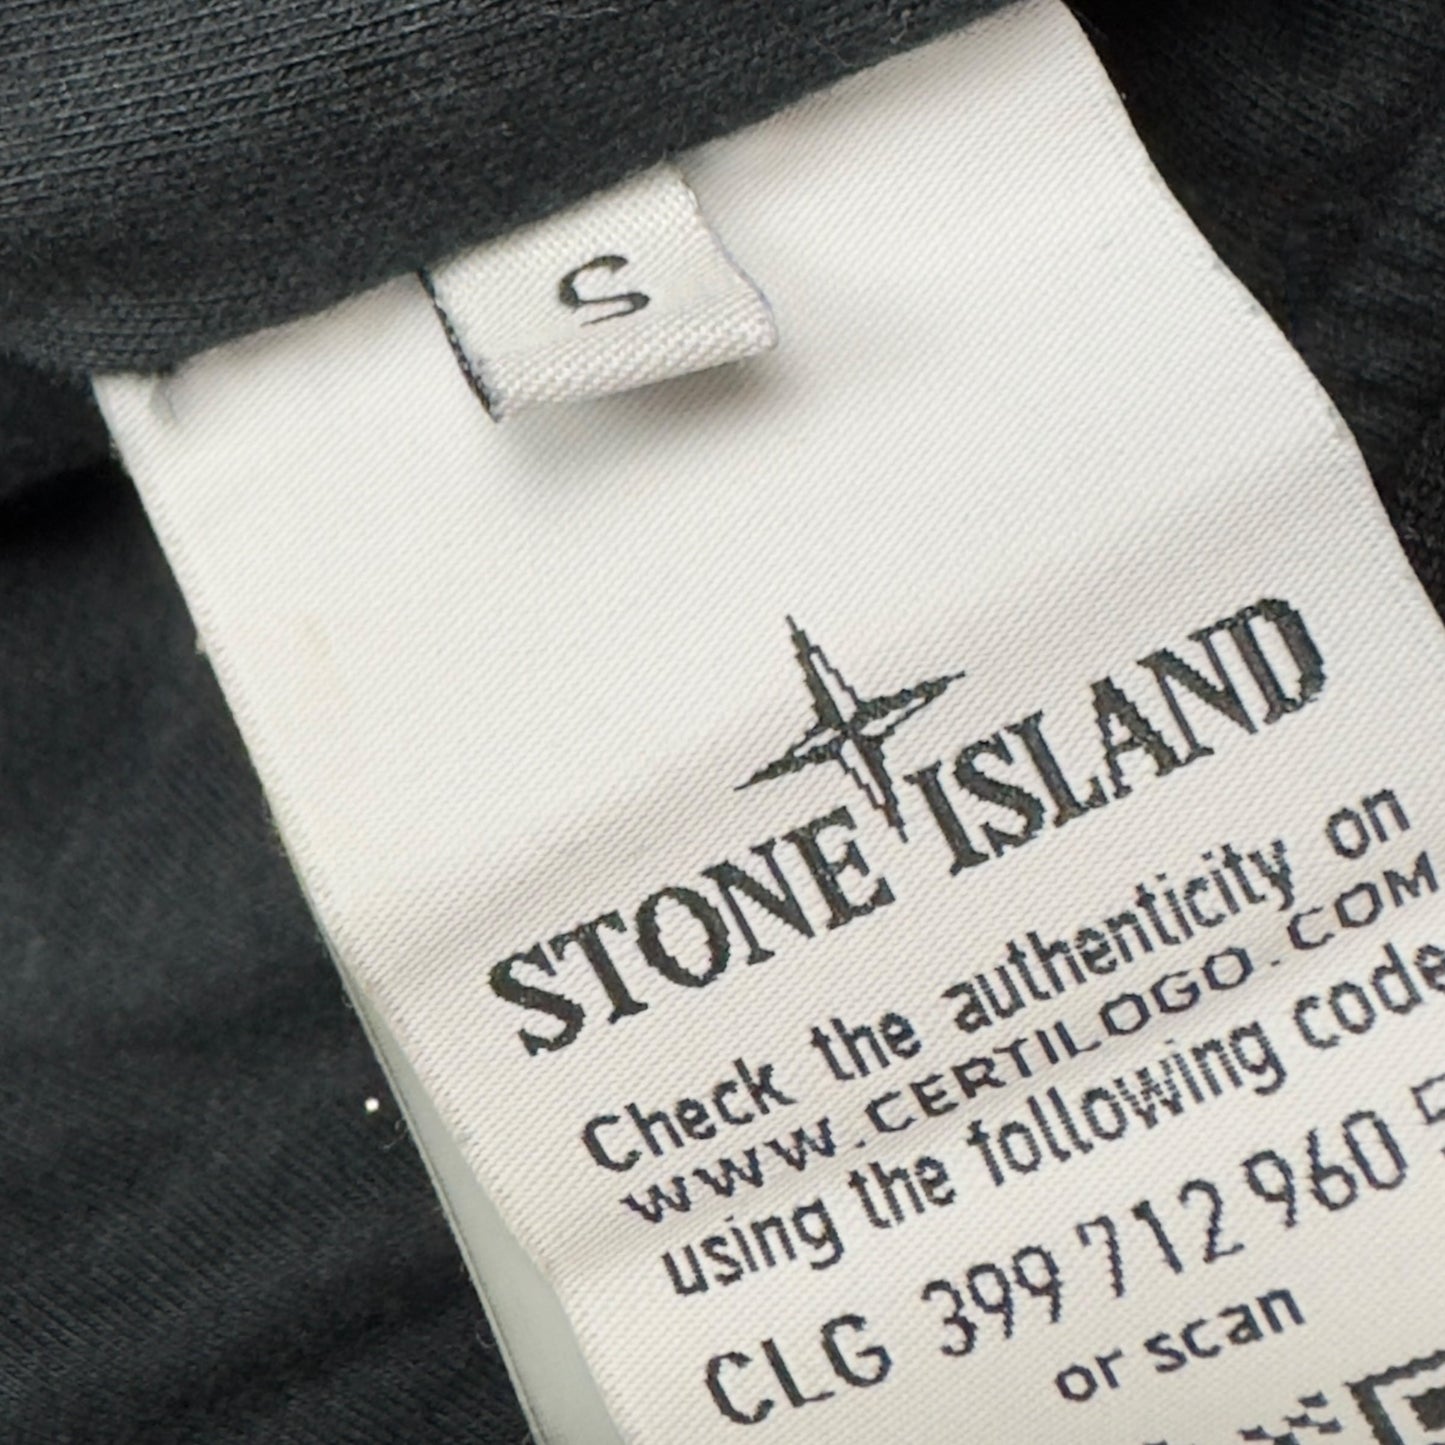 S
STONE ISLAND
Check the authenticity on
WWW.CERTILOGO.COM
using the following code
CLG 399 712 960 5
or scan